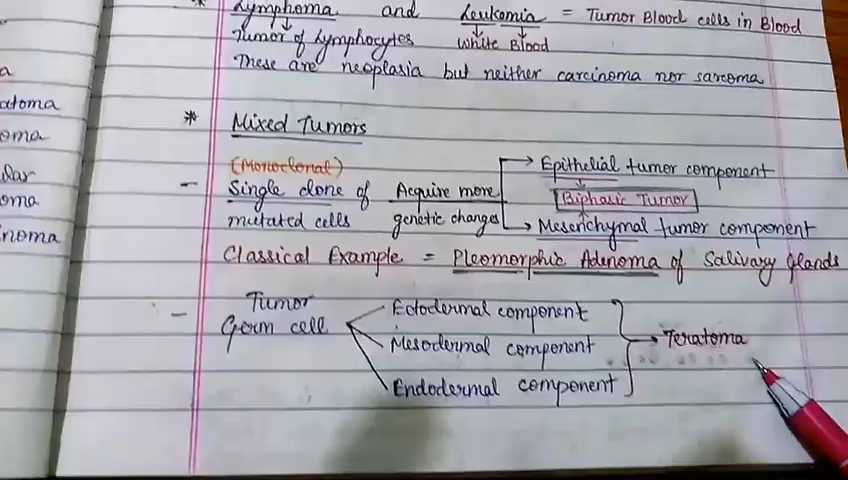 * Lymphoma and Leukemia = Tumor Blood cells in Blood
Tumor of Lymphocytes White Blood
These are neoplasia but neither carcinoma nor sarcoma
a
atoma
oma
lar
oma
noma
* Mixed Tumors
(Monoclonal)
- Single clone of mutated cells
Acquire more genetic changes
→ Epithelial tumor component
Biphasic Tumor
→ Mesenchymal tumor component
Classical Example = Pleomorphic Adenoma of Salivary glands
- Tumor
Germ cell
Ectodermal component
Mesodermal component
Endodermal component
→ Teratoma